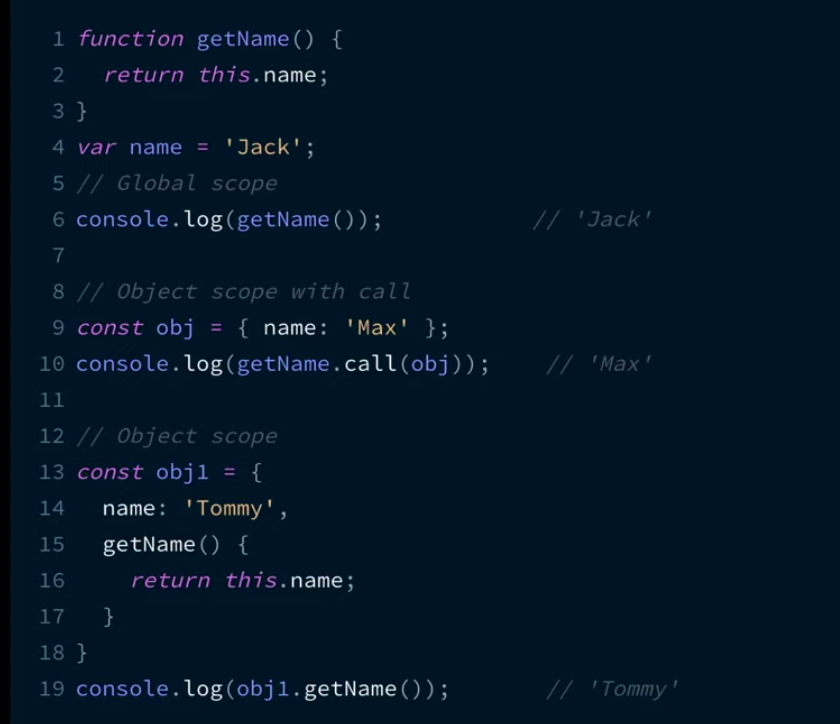 1 function getName() {
2   return this.name;
3 }
4 var name = 'Jack';
5 // Global scope
6 console.log(getName());           // 'Jack'
7
8 // Object scope with call
9 const obj = { name: 'Max' };
10 console.log(getName.call(obj));    // 'Max'
11
12 // Object scope
13 const obj1 = {
14   name: 'Tommy',
15   getName() {
16     return this.name;
17   }
18 }
19 console.log(obj1.getName());       // 'Tommy'